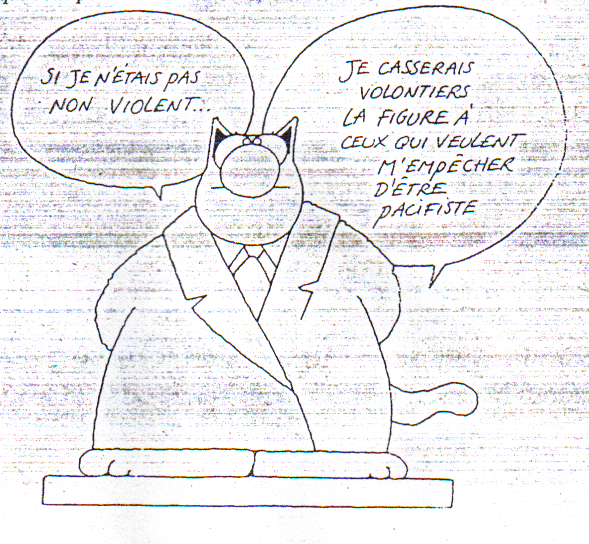 SI JE N'ÉTAIS PAS
NON VIOLENT...
JE CASSERAIS
VOLONTIERS
LA FIGURE À
CEUX QUI VEULENT
M'EMPÊCHER
D'ÊTRE
PACIFISTE